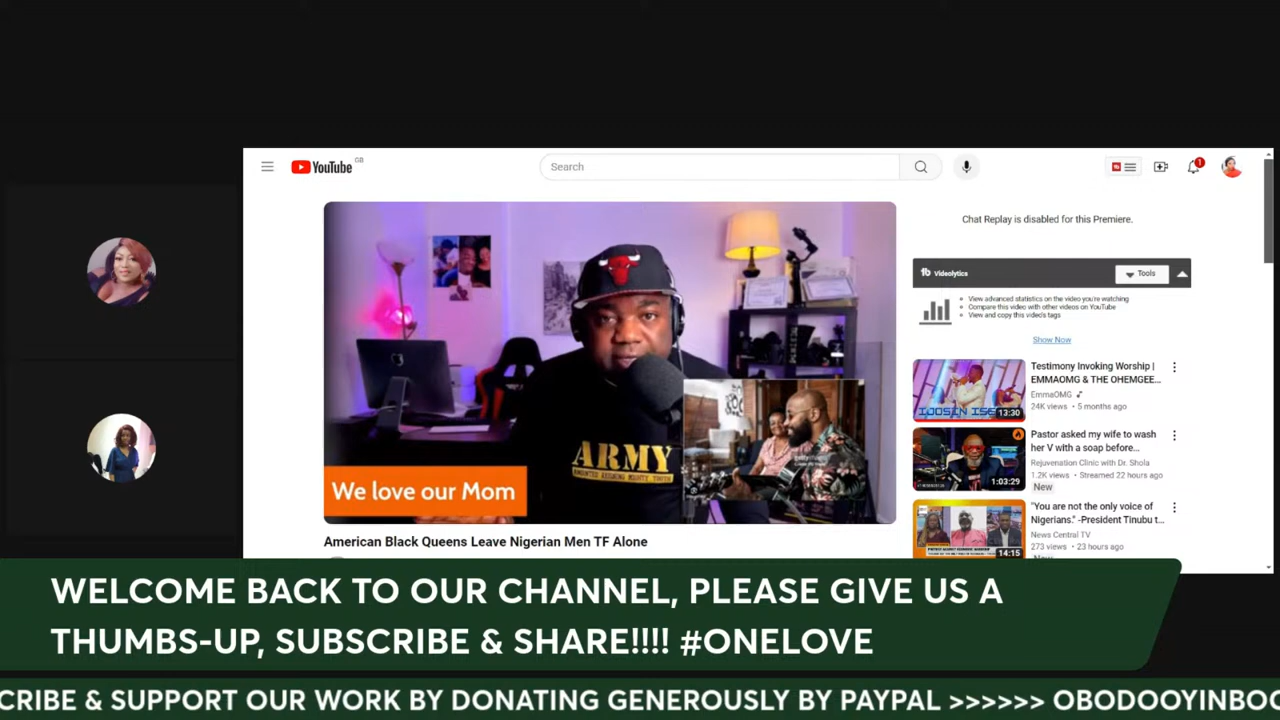 YouTube
GB
Search
1
Chat Replay is disabled for this Premiere.
tb Videolytics
Tools
View advanced statistics on the video you're watching
Compare this video with other videos on YouTube
View and copy this video's tags
Show Now
ARMY
We love our Mom
American Black Queens Leave Nigerian Men TF Alone
IJOSIN ISE
13:30
Testimony Invoking Worship |
EMMAOMG & THE OHEMGEE...
EmmaOMG
24K views • 5 months ago
1:03:29
Pastor asked my wife to wash
her V with a soap before...
Rejuvenation Clinic with Dr. Shola
1.2K views • Streamed 22 hours ago
New
14:15
"You are not the only voice of
Nigerians." -President Tinubu t...
News Central TV
273 views • 23 hours ago
WELCOME BACK TO OUR CHANNEL, PLEASE GIVE US A
THUMBS-UP, SUBSCRIBE & SHARE!!!! #ONELOVE
CRIBE & SUPPORT OUR WORK BY DONATING GENEROUSLY BY PAYPAL >>>>>> OBODOOYINBO